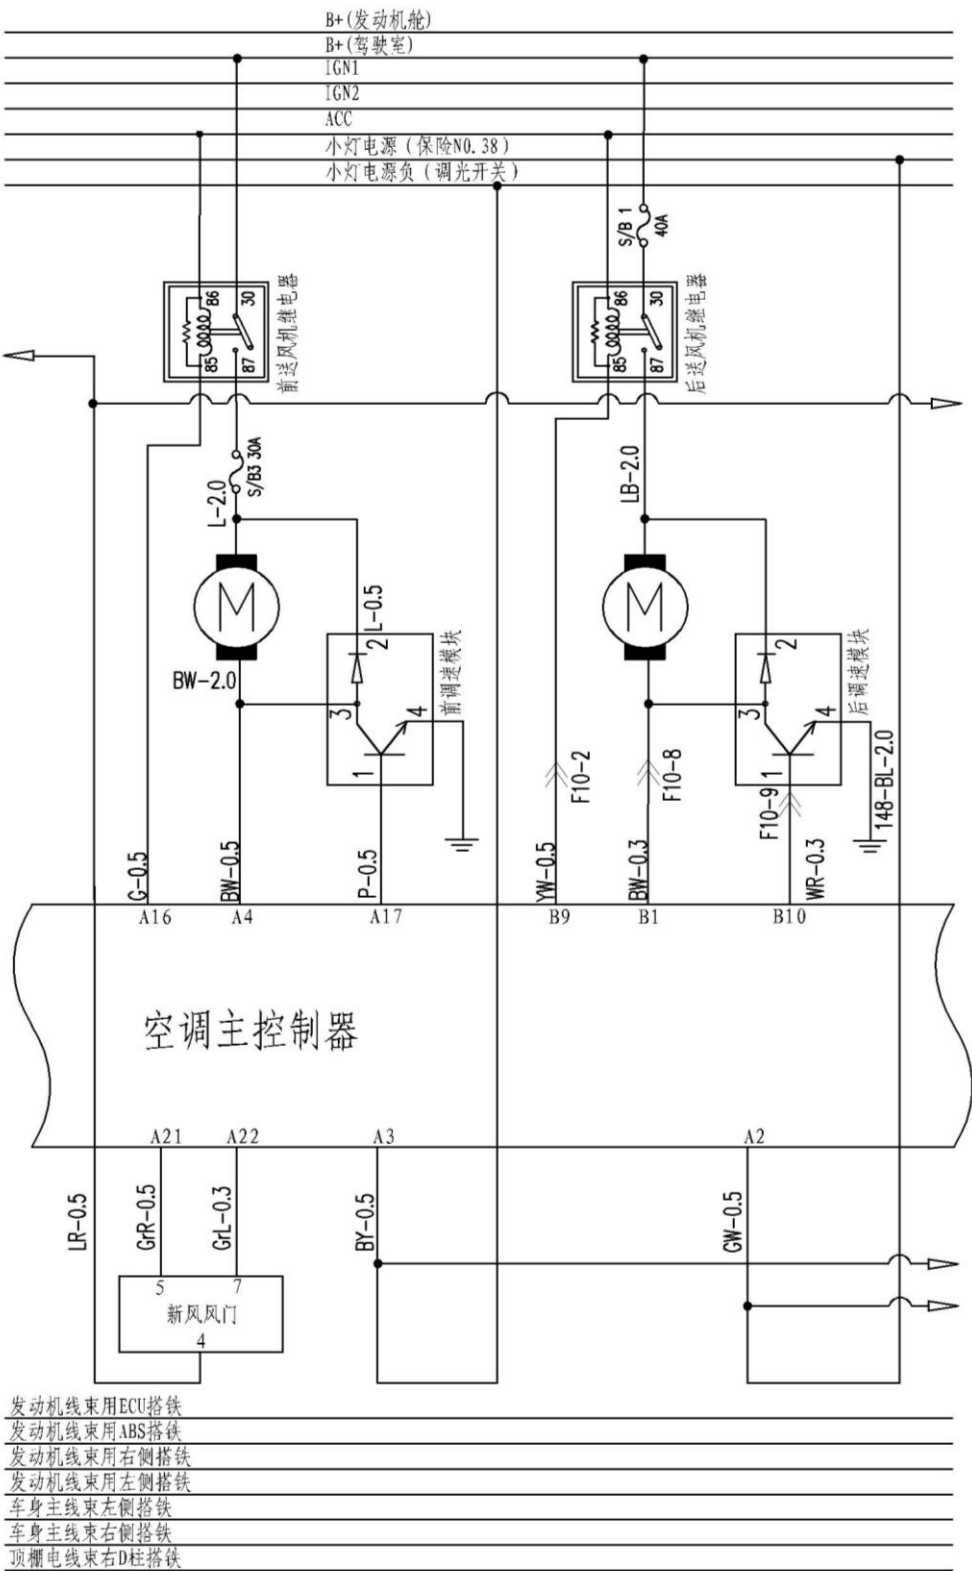 B+(发动机舱)
B+(驾驶室)
IGN1
IGN2
ACC
小灯电源(保险N0.38)
小灯电源负(调光开关)
S/B 1
40A
86
30
85
87
前送风机继电器
86
30
85
87
后送风机继电器
S/B3 30A
L-2.0
LB-2.0
M
M
L-0.5
BW-2.0
2
3
4
1
前调速模块
2
3
4
1
后调速模块
F10-2
F10-8
F10-9
148-BL-2.0
G-0.5
BW-0.5
P-0.5
YW-0.5
BW-0.3
WR-0.3
A16
A4
A17
B9
B1
B10
空调主控制器
A21
A22
A3
A2
LR-0.5
GrR-0.5
GrL-0.3
BY-0.5
GW-0.5
5
7
新风风门
4
发动机线束用ECU搭铁
发动机线束用ABS搭铁
发动机线束用右侧搭铁
发动机线束用左侧搭铁
车身主线束左侧搭铁
车身主线束右侧搭铁
顶棚电线束右D柱搭铁